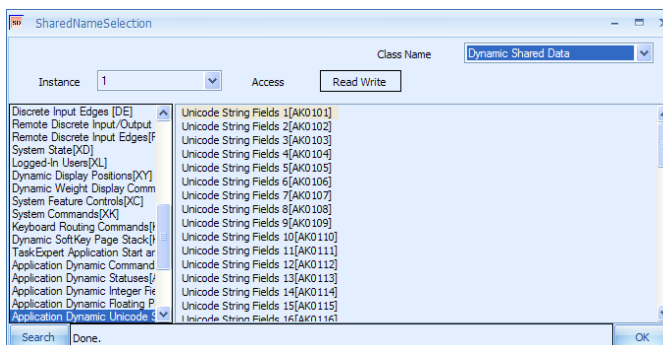 SD SharedNameSelection
Class Name Dynamic Shared Data
Instance 1 Access Read Write
Discrete Input Edges [DE]
Remote Discrete Input/Output
Remote Discrete Input Edges[
System State[XD]
Logged-In Users[XL]
Dynamic Display Positions[XY]
Dynamic Weight Display Comm
System Feature Controls[XC]
System Commands[XK]
Keyboard Routing Commands[
Dynamic SoftKey Page Stack[
TaskExpert Application Start ar
Application Dynamic Command
Application Dynamic Statuses[
Application Dynamic Integer Fie
Application Dynamic Floating P
Application Dynamic Unicode S
Unicode String Fields 1[AK0101]
Unicode String Fields 2[AK0102]
Unicode String Fields 3[AK0103]
Unicode String Fields 4[AK0104]
Unicode String Fields 5[AK0105]
Unicode String Fields 6[AK0106]
Unicode String Fields 7[AK0107]
Unicode String Fields 8[AK0108]
Unicode String Fields 9[AK0109]
Unicode String Fields 10[AK0110]
Unicode String Fields 11[AK0111]
Unicode String Fields 12[AK0112]
Unicode String Fields 13[AK0113]
Unicode String Fields 14[AK0114]
Unicode String Fields 15[AK0115]
Unicode String Fields 16[AK0116]
Search Done. OK